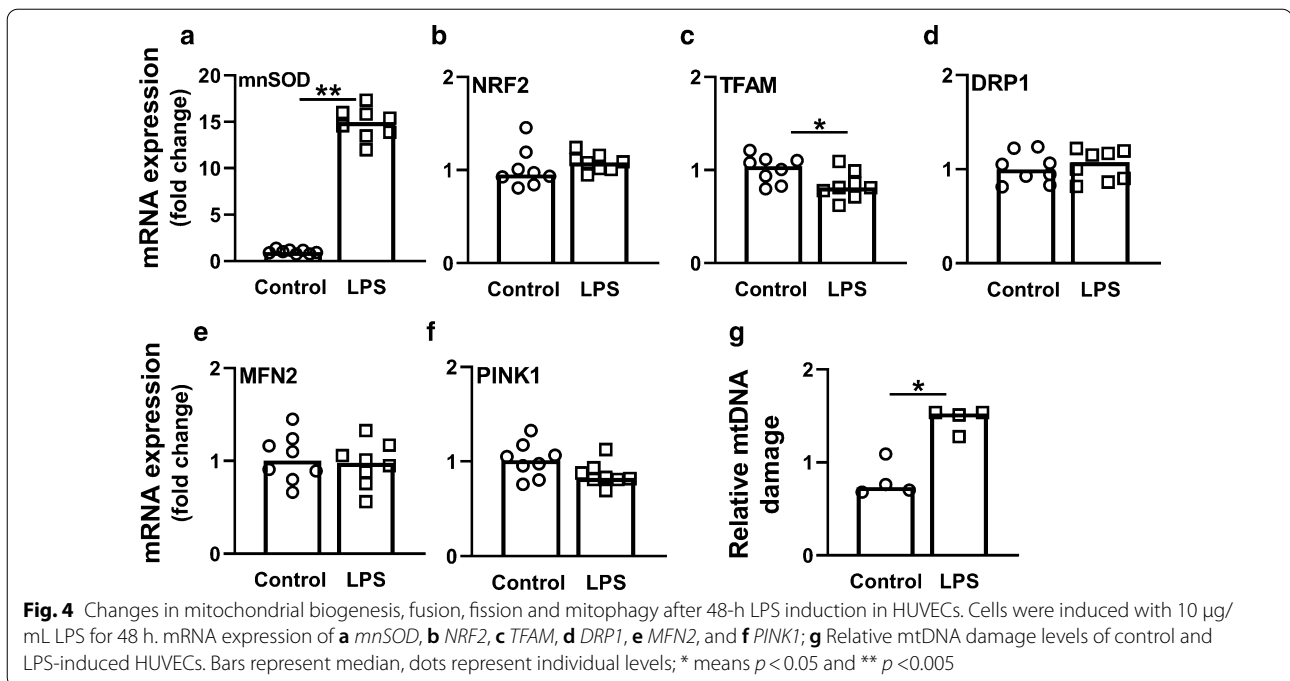 a b c d
mRNA expression
(fold change)
mnSOD
20
15
10
5
0
**
Control LPS
NRF2
2
1
0
Control LPS
TFAM
2
1
0
*
Control LPS
DRP1
2
1
0
Control LPS
e f g
mRNA expression
(fold change)
MFN2
2
1
0
Control LPS
PINK1
2
1
0
Control LPS
Relative mtDNA
damage
2
1
0
*
Control LPS
Fig. 4 Changes in mitochondrial biogenesis, fusion, fission and mitophagy after 48-h LPS induction in HUVECs. Cells were induced with 10 µg/
mL LPS for 48 h. mRNA expression of a mnSOD, b NRF2, c TFAM, d DRP1, e MFN2, and f PINK1; g Relative mtDNA damage levels of control and
LPS-induced HUVECs. Bars represent median, dots represent individual levels; * means p < 0.05 and ** p <0.005